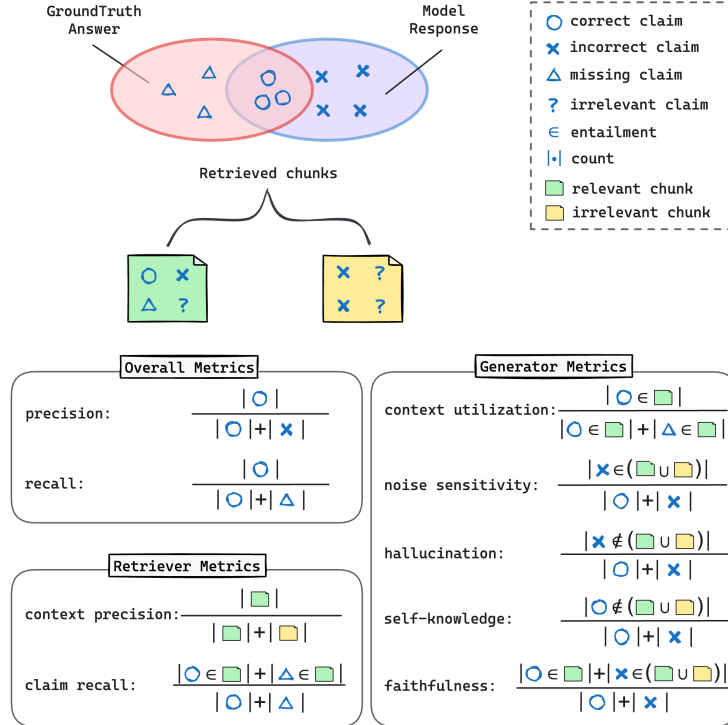 GroundTruth
Answer
Model
Response
○ correct claim
× incorrect claim
△ missing claim
? irrelevant claim
∈ entailment
|•| count
relevant chunk
irrelevant chunk
Retrieved chunks
?
?
?
Overall Metrics
precision:
|○|
|○|+|×|
recall:
|○|
|○|+|△|
Retriever Metrics
context precision:
| |
| |+| |
claim recall:
|○∈ |+|△∈ |
|○|+|△|
Generator Metrics
context utilization:
|○∈ |
|○∈ |+|△∈ |
noise sensitivity:
|×∈( ∪ )|
|○|+|×|
hallucination:
|×∉( ∪ )|
|○|+|×|
self-knowledge:
|○∉( ∪ )|
|○|+|×|
faithfulness:
|○∈ |+|×∈( ∪ )|
|○|+|×|